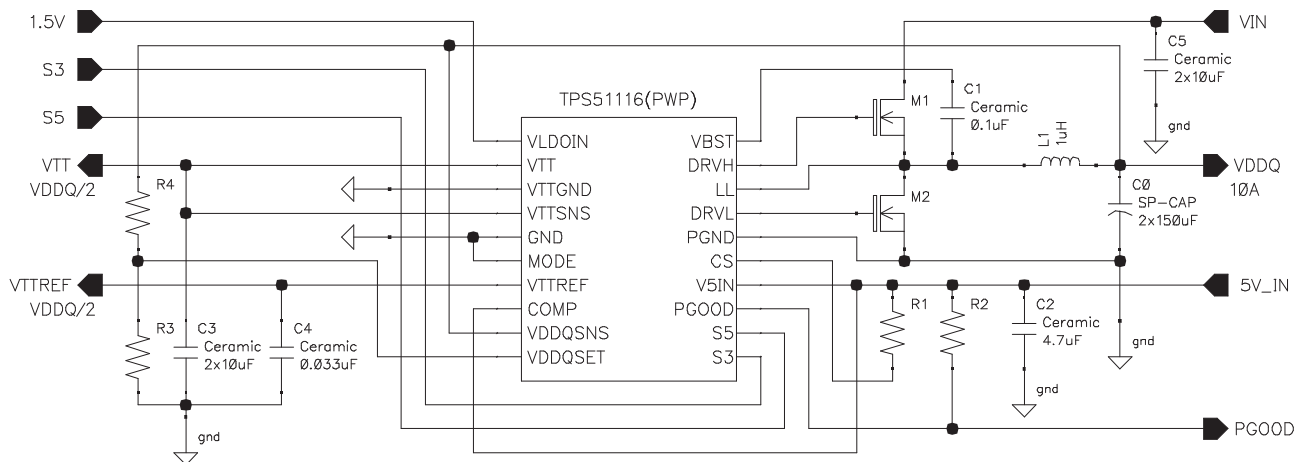 1.5V
S3
S5
VTT
VDDQ/2
VTTREF
VDDQ/2
R4
R3
C3
Ceramic
2x10uF
C4
Ceramic
0.033uF
gnd
TPS51116(PWP)
VLDOIN
VTT
VTTGND
VTTSNS
GND
MODE
VTTREF
COMP
VDDQSNS
VDDQSET
VBST
DRVH
LL
DRVL
PGND
CS
V5IN
PGOOD
S5
S3
M1
M2
C1
Ceramic
0.1uF
L1
1uH
C5
Ceramic
2x10uF
gnd
VIN
VDDQ
10A
C0
SP-CAP
2x150uF
gnd
R1
R2
C2
Ceramic
4.7uF
gnd
5V_IN
PGOOD